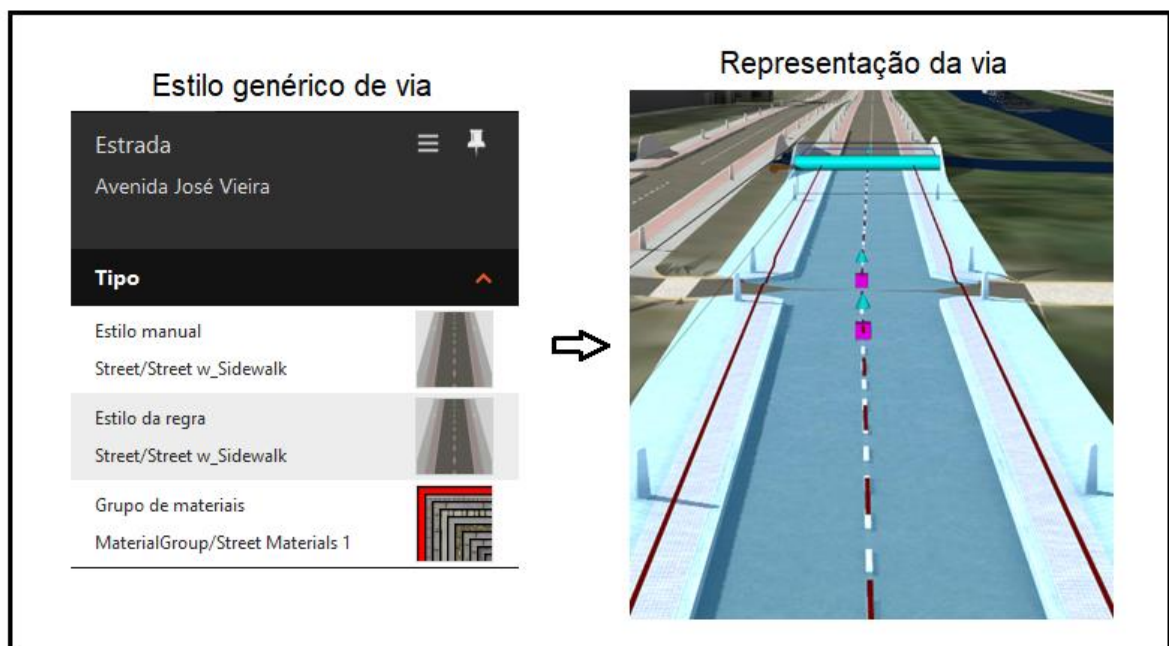 Estilo genérico de via
Estrada
Avenida José Vieira
Tipo
Estilo manual
Street/Street w_Sidewalk
Estilo da regra
Street/Street w_Sidewalk
Grupo de materiais
MaterialGroup/Street Materials 1
Representação da via